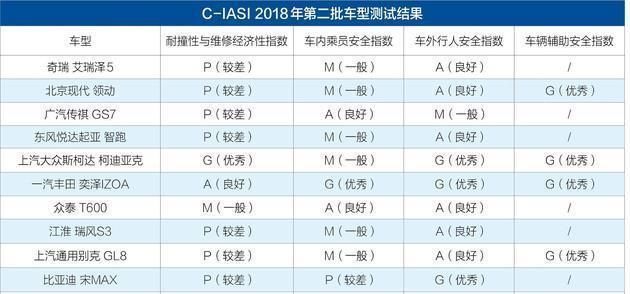 C-IASI 2018年第二批车型测试结果
车型 耐撞性与维修经济性指数 车内乘员安全指数 车外行人安全指数 车辆辅助安全指数
奇瑞 艾瑞泽5 P（较差） M（一般） A（良好） /
北京现代 领动 P（较差） M（一般） A（良好） G（优秀）
广汽传祺 GS7 P（较差） A（良好） M（一般） /
东风悦达起亚 智跑 P（较差） M（一般） A（良好） /
上汽大众斯柯达 柯迪亚克 G（优秀） M（一般） G（优秀） G（优秀）
一汽丰田 奕泽IZOA A（良好） G（优秀） G（优秀） G（优秀）
众泰 T600 M（一般） A（良好） A（良好） /
江淮 瑞风S3 P（较差） M（一般） A（良好） /
上汽通用别克 GL8 P（较差） M（一般） A（良好） G（优秀）
比亚迪 宋MAX P（较差） P（较差） G（优秀） /